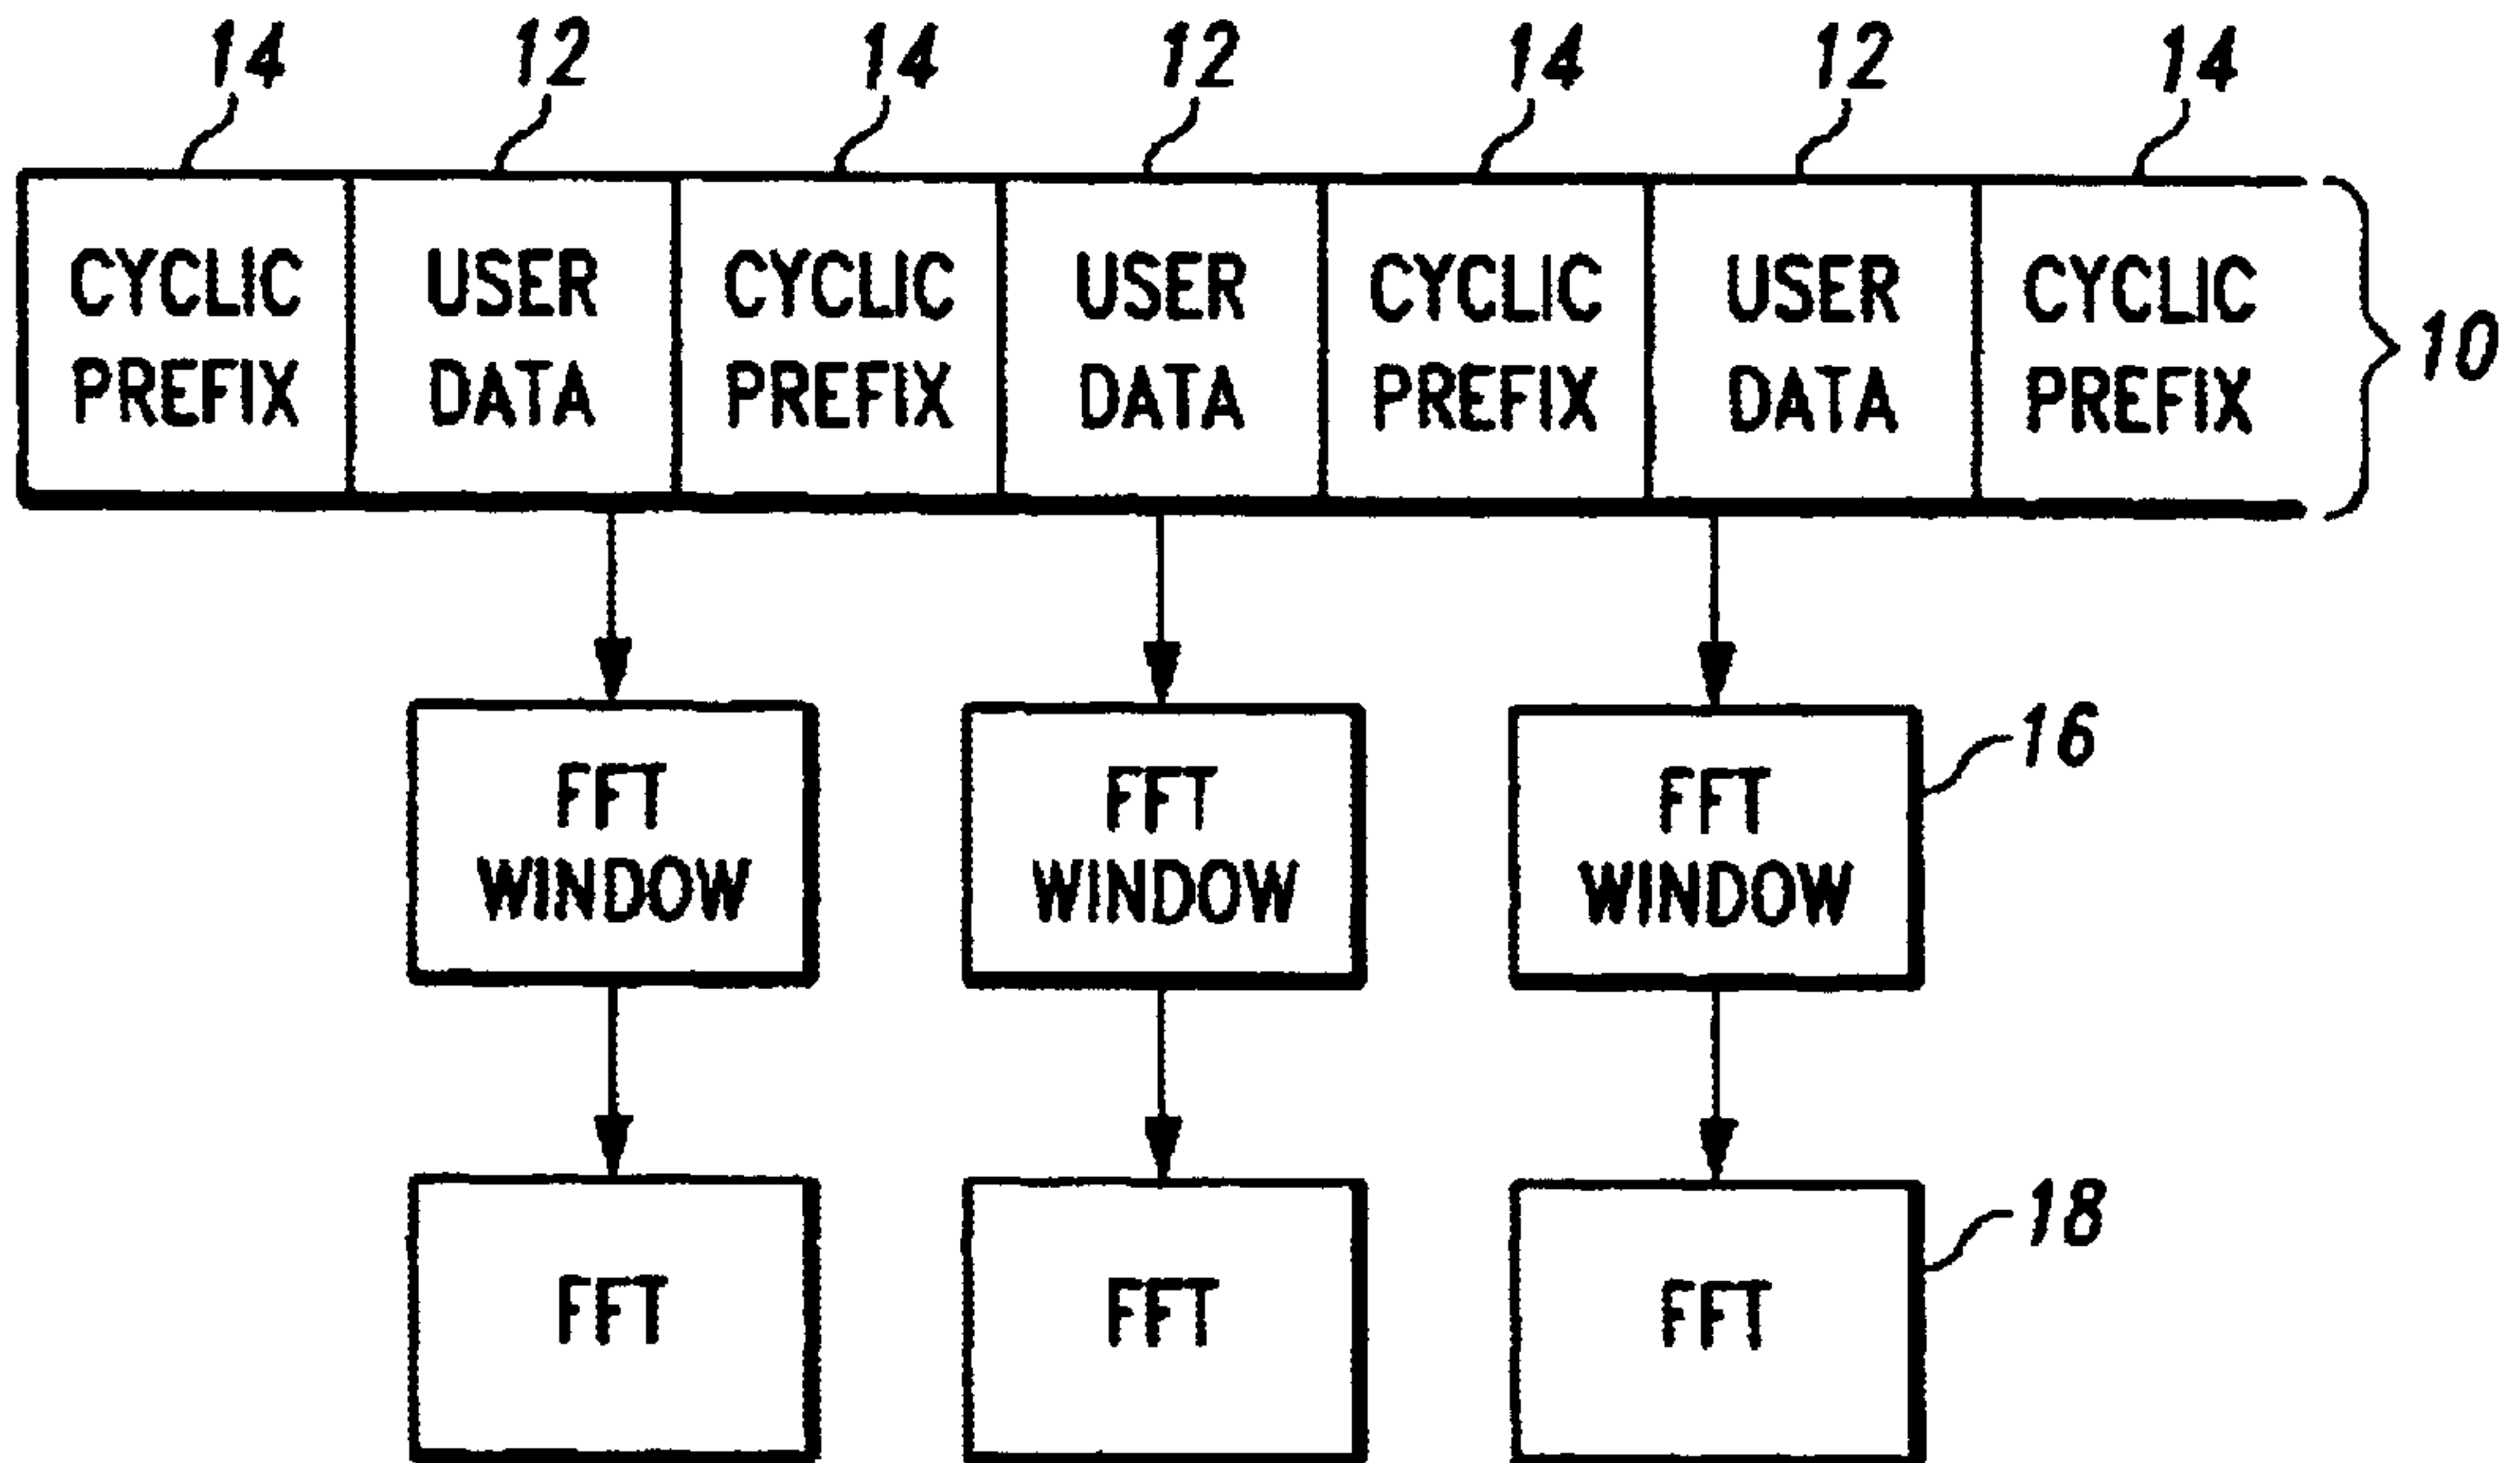 14 12 14 12 14 12 14
CYCLIC PREFIX
USER DATA
CYCLIC PREFIX
USER DATA
CYCLIC PREFIX
USER DATA
CYCLIC PREFIX
10
FFT WINDOW
FFT WINDOW
FFT WINDOW
16
FFT
FFT
FFT
18